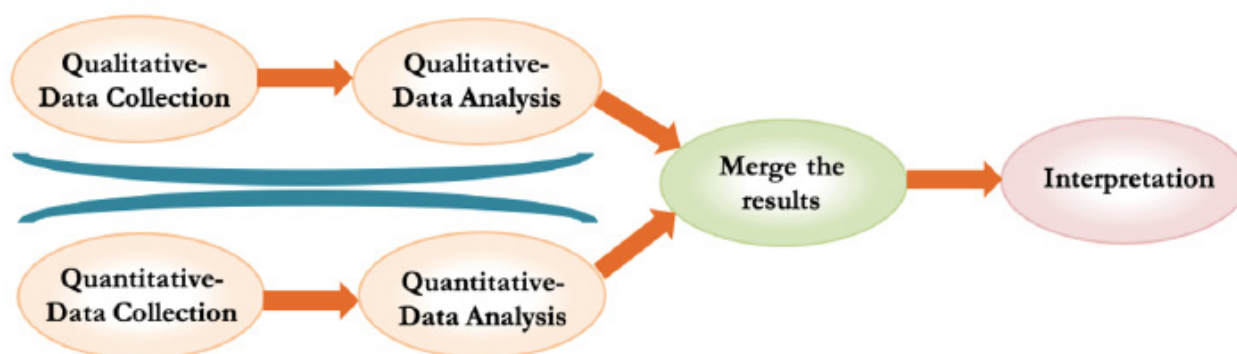 Qualitative-
Data Collection
Qualitative-
Data Analysis
Merge the
results
Interpretation
Quantitative-
Data Collection
Quantitative-
Data Analysis